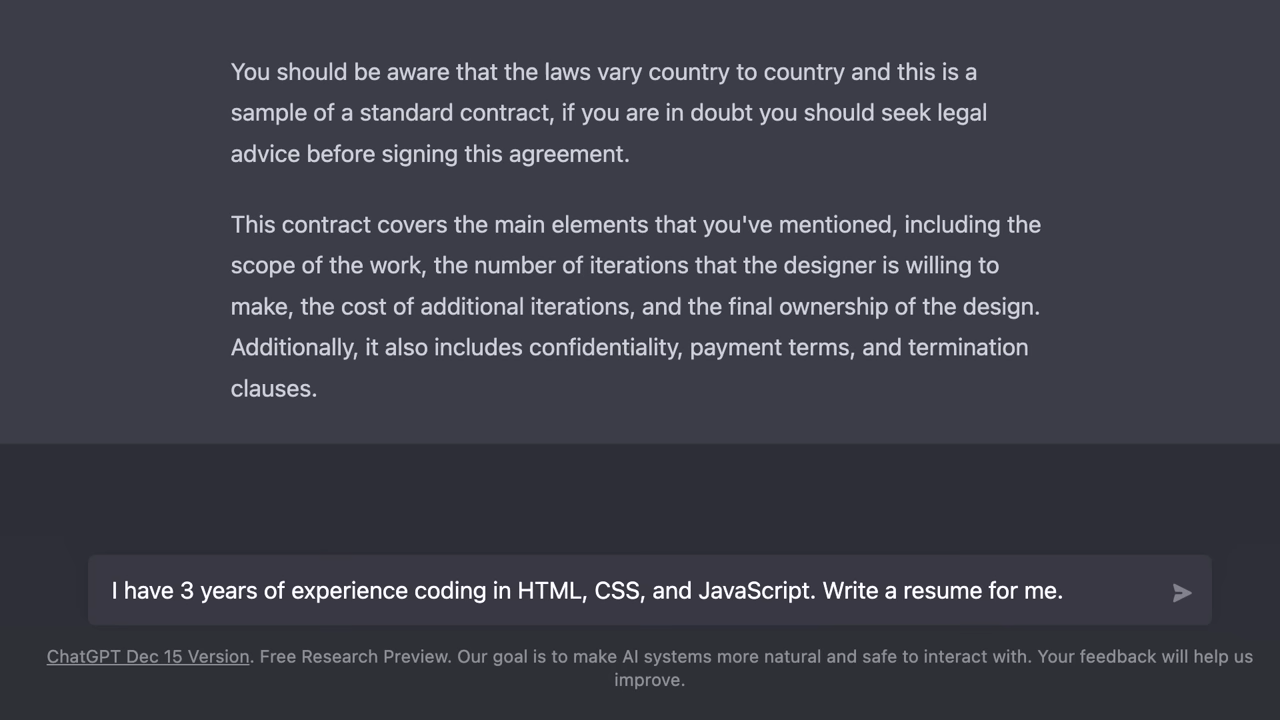 You should be aware that the laws vary country to country and this is a
sample of a standard contract, if you are in doubt you should seek legal
advice before signing this agreement.
This contract covers the main elements that you've mentioned, including the
scope of the work, the number of iterations that the designer is willing to
make, the cost of additional iterations, and the final ownership of the design.
Additionally, it also includes confidentiality, payment terms, and termination
clauses.
I have 3 years of experience coding in HTML, CSS, and JavaScript. Write a resume for me.
ChatGPT Dec 15 Version. Free Research Preview. Our goal is to make AI systems more natural and safe to interact with. Your feedback will help us
improve.